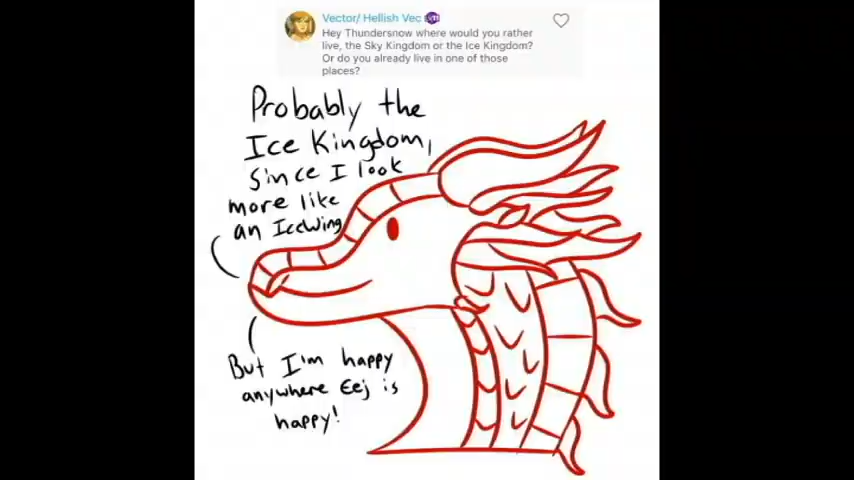 Vector/ Hellish Vec
Hey Thundersnow where would you rather
live, the Sky Kingdom or the Ice Kingdom?
Or do you already live in one of those
places?
Probably the
Ice Kingdom,
since I look
more like
an IceWing
But I'm happy
anywhere Eej is
happy!